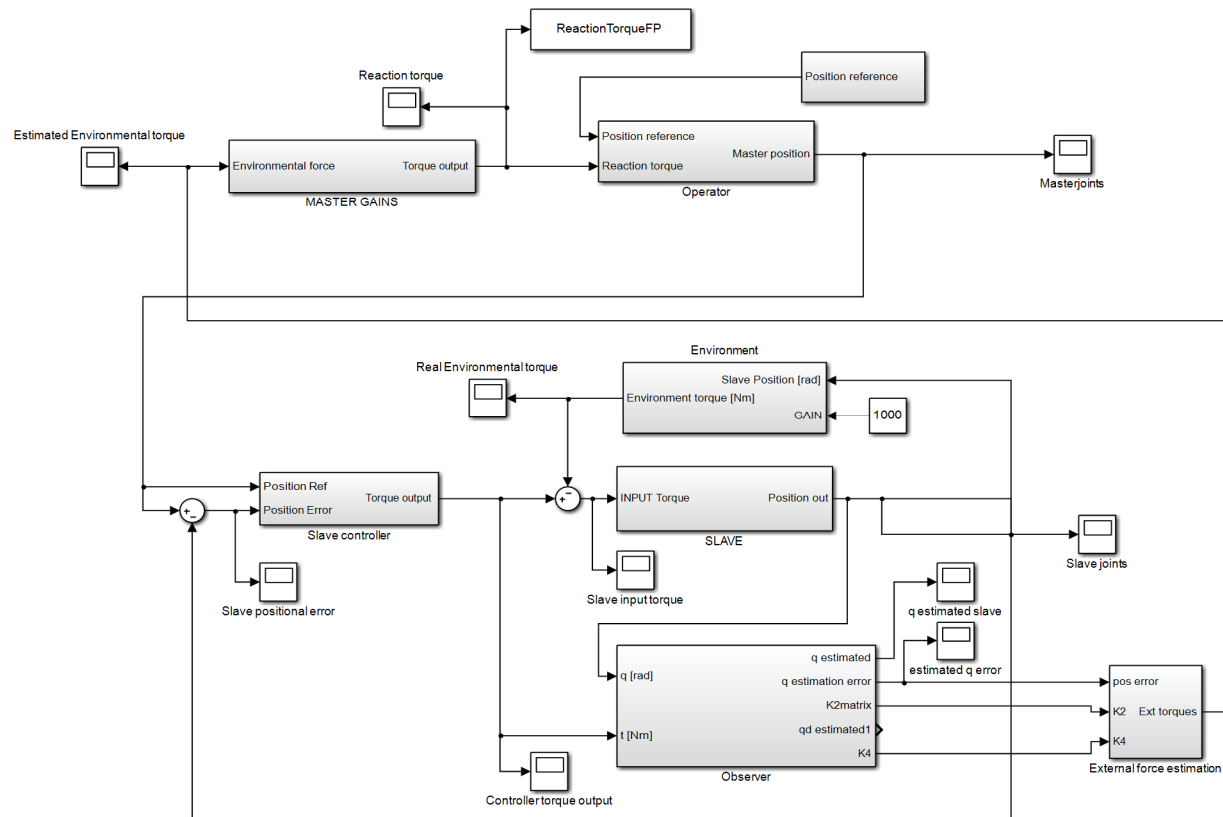 ReactionTorqueFP
Reaction torque
Position reference
Estimated Environmental torque
Environmental force
Torque output
MASTER GAINS
Position reference
Reaction torque
Master position
Operator
Masterjoints
Environment
Real Environmental torque
Slave Position [rad]
Environment torque [Nm]
GAIN
1000
Position Ref
Position Error
Torque output
Slave controller
+
−
Slave positional error
+
−
INPUT Torque
Position out
SLAVE
Slave input torque
Slave joints
q estimated slave
estimated q error
q [rad]
t [Nm]
q estimated
q estimation error
K2matrix
qd estimated1
K4
Observer
Controller torque output
pos error
K2
K4
Ext torques
External force estimation